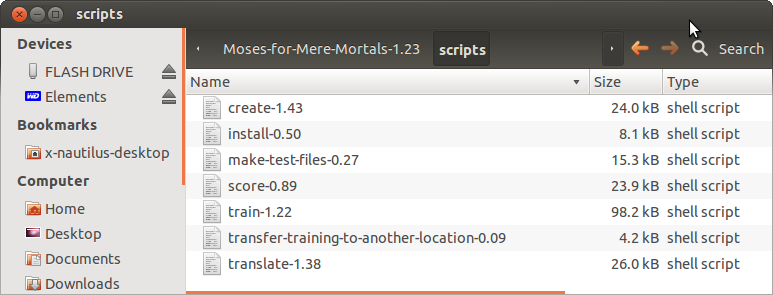 scripts
Devices
FLASH DRIVE
WD Elements
Bookmarks
x-nautilus-desktop
Computer
Home
Desktop
Documents
Downloads
Moses-for-Mere-Mortals-1.23 scripts Search
Name Size Type
create-1.43 24.0 kB shell script
install-0.50 8.1 kB shell script
make-test-files-0.27 15.3 kB shell script
score-0.89 23.9 kB shell script
train-1.22 98.2 kB shell script
transfer-training-to-another-location-0.09 4.2 kB shell script
translate-1.38 26.0 kB shell script